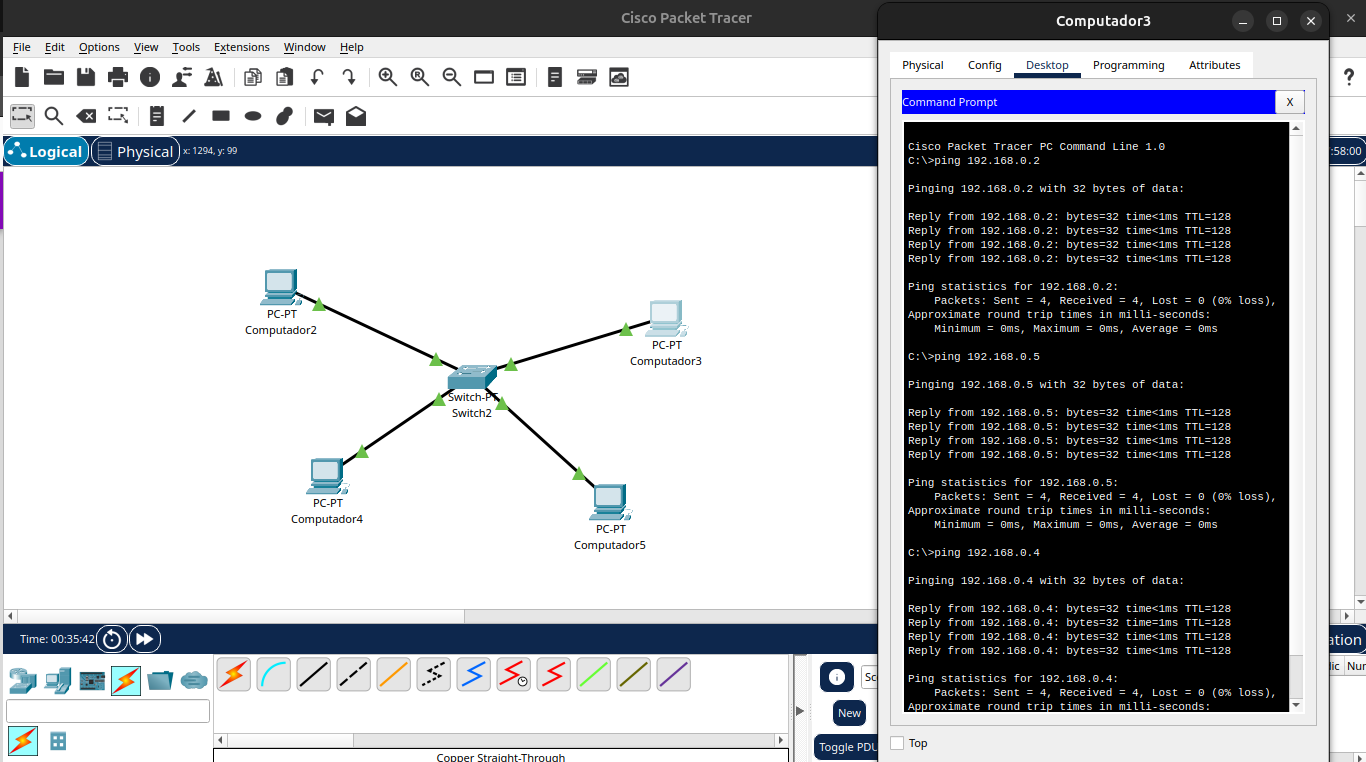 Cisco Packet Tracer
File Edit Options View Tools Extensions Window Help
Logical Physical x: 1294, y: 99
:58:00
PC-PT
Computador2
PC-PT
Computador3
Switch-PT
Switch2
PC-PT
Computador4
PC-PT
Computador5
Time: 00:35:42
New
Toggle PDU
Copper Straight-Through
Computador3
Physical Config Desktop Programming Attributes
Command Prompt X
Cisco Packet Tracer PC Command Line 1.0
C:\>ping 192.168.0.2
Pinging 192.168.0.2 with 32 bytes of data:
Reply from 192.168.0.2: bytes=32 time<1ms TTL=128
Reply from 192.168.0.2: bytes=32 time<1ms TTL=128
Reply from 192.168.0.2: bytes=32 time<1ms TTL=128
Reply from 192.168.0.2: bytes=32 time<1ms TTL=128
Ping statistics for 192.168.0.2:
Packets: Sent = 4, Received = 4, Lost = 0 (0% loss),
Approximate round trip times in milli-seconds:
Minimum = 0ms, Maximum = 0ms, Average = 0ms
C:\>ping 192.168.0.5
Pinging 192.168.0.5 with 32 bytes of data:
Reply from 192.168.0.5: bytes=32 time<1ms TTL=128
Reply from 192.168.0.5: bytes=32 time<1ms TTL=128
Reply from 192.168.0.5: bytes=32 time<1ms TTL=128
Reply from 192.168.0.5: bytes=32 time<1ms TTL=128
Ping statistics for 192.168.0.5:
Packets: Sent = 4, Received = 4, Lost = 0 (0% loss),
Approximate round trip times in milli-seconds:
Minimum = 0ms, Maximum = 0ms, Average = 0ms
C:\>ping 192.168.0.4
Pinging 192.168.0.4 with 32 bytes of data:
Reply from 192.168.0.4: bytes=32 time<1ms TTL=128
Reply from 192.168.0.4: bytes=32 time=1ms TTL=128
Reply from 192.168.0.4: bytes=32 time<1ms TTL=128
Reply from 192.168.0.4: bytes=32 time<1ms TTL=128
Ping statistics for 192.168.0.4:
Packets: Sent = 4, Received = 4, Lost = 0 (0% loss),
Approximate round trip times in milli-seconds:
Top